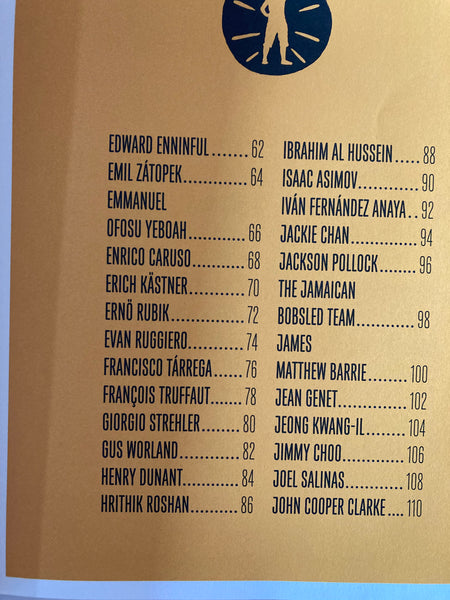 EDWARD ENNINFUL.......62
EMIL ZÁTOPEK............64
EMMANUEL
OFOSU YEBOAH...........66
ENRICO CARUSO..........68
ERICH KÄSTNER...........70
ERNÖ RUBIK...............72
EVAN RUGGIERO...........74
FRANCISCO TÁRREGA.....76
FRANÇOIS TRUFFAUT......78
GIORGIO STREHLER.......80
GUS WORLAND............82
HENRY DUNANT...........84
HRITHIK ROSHAN.........86
IBRAHIM AL HUSSEIN.....88
ISAAC ASIMOV............90
IVÁN FERNÁNDEZ ANAYA..92
JACKIE CHAN.............94
JACKSON POLLOCK.......96
THE JAMAICAN
BOBSLED TEAM..........98
JAMES
MATTHEW BARRIE........100
JEAN GENET.............102
JEONG KWANG-IL........104
JIMMY CHOO............106
JOEL SALINAS...........108
JOHN COOPER CLARKE....110